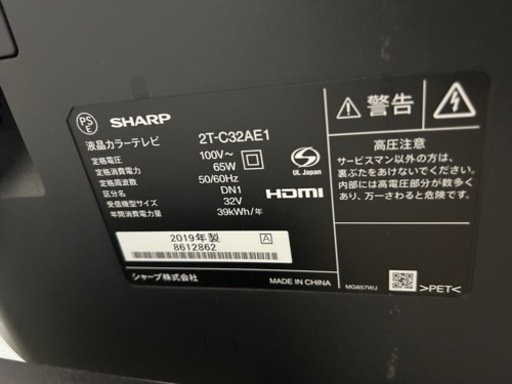 PSE
SHARP
液晶カラーテレビ 2T-C32AE1
定格電圧 100V～
定格消費電力 65W
定格周波数 50/60Hz
区分名 DN1
受信機型サイズ 32V
年間消費電力量 39kWh/年
S
UL Japan
HDMI
2019年製 A
8612862
シャープ株式会社
MADE IN CHINA
警告
高圧注意
サービスマン以外の方は、
裏ぶたをあけないでください。
内部には高電圧部分が数多く
あり、万一さわると危険です。
MG857WJ
>PET<